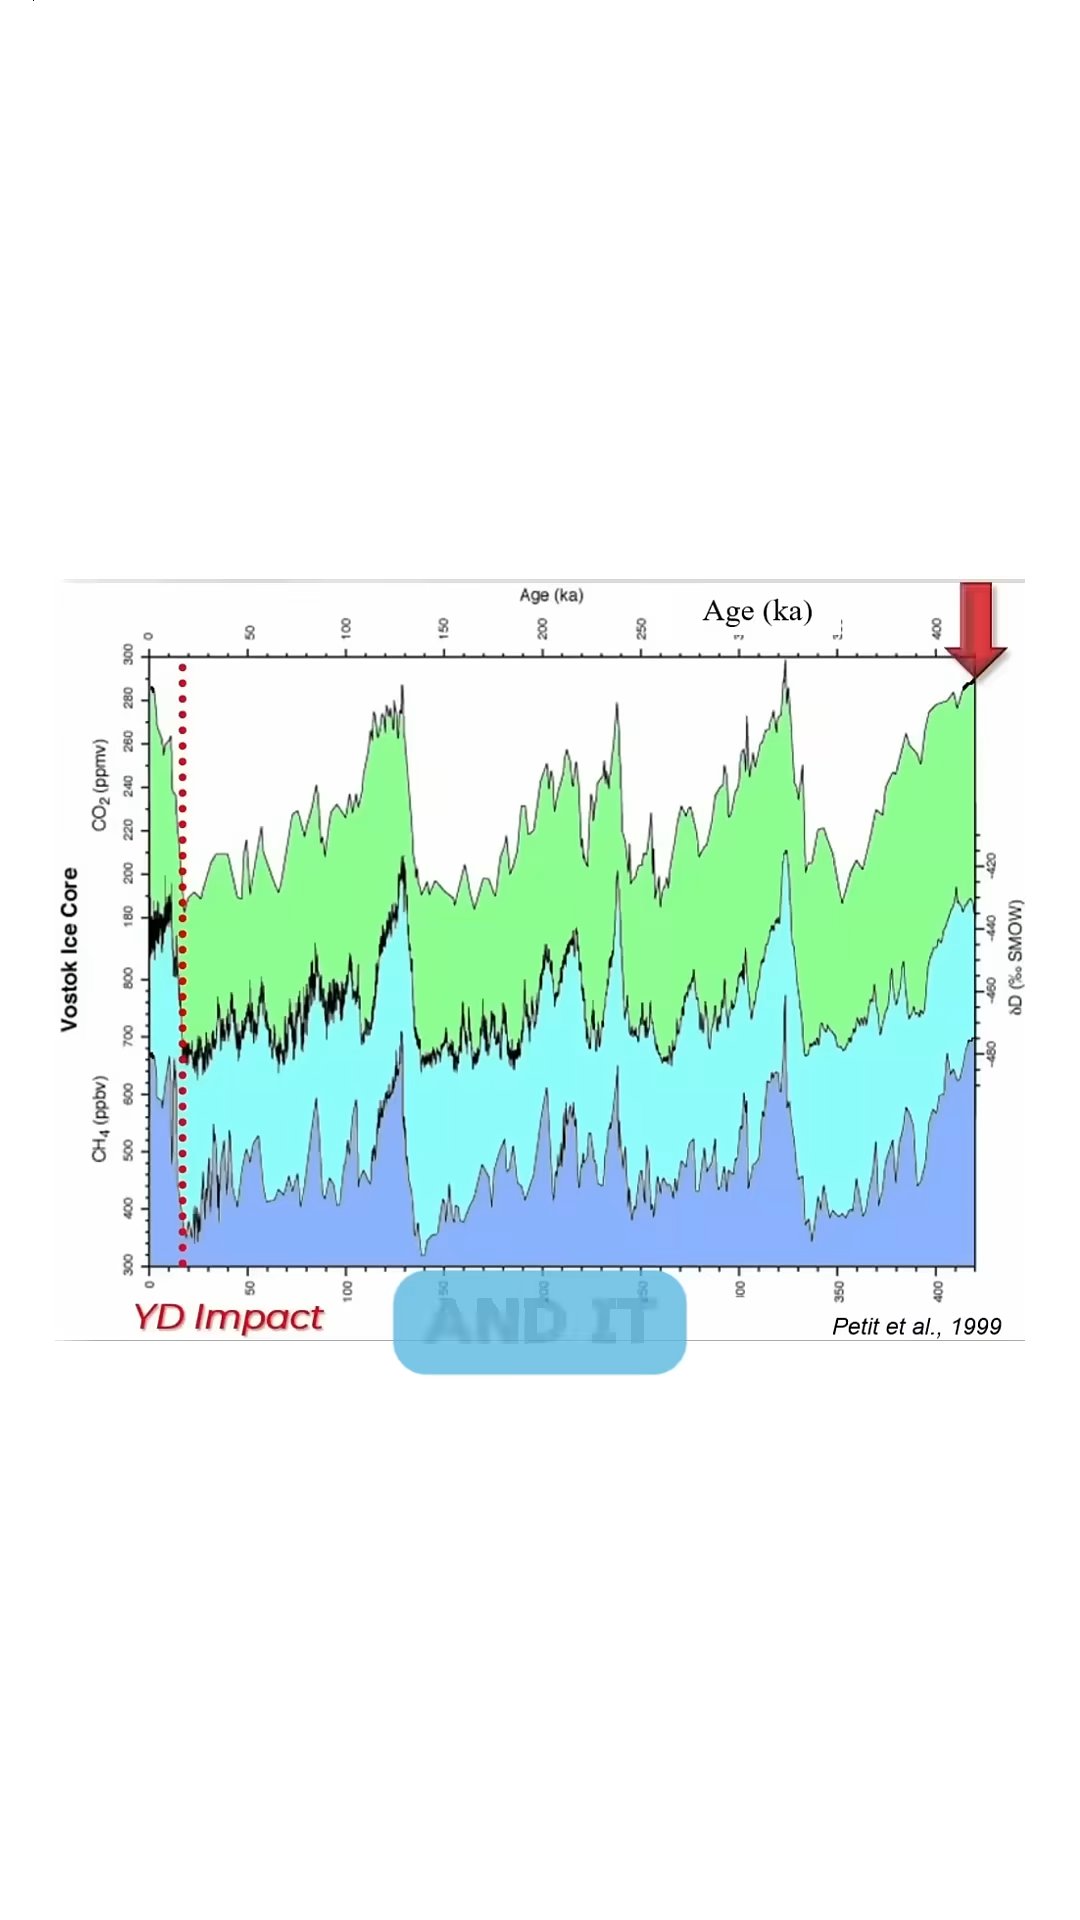 Age (ka)
Age (ka)
0 50 100 150 200 250 400
300
280
260
240
220
200
180
CO2 (ppmv)
Vostok Ice Core
800
700
600
500
400
300
CH4 (ppbv)
-420
-440
-460
-480
δD (‰ SMOW)
0 50 100 350 400
YD Impact
AND IT
Petit et al., 1999